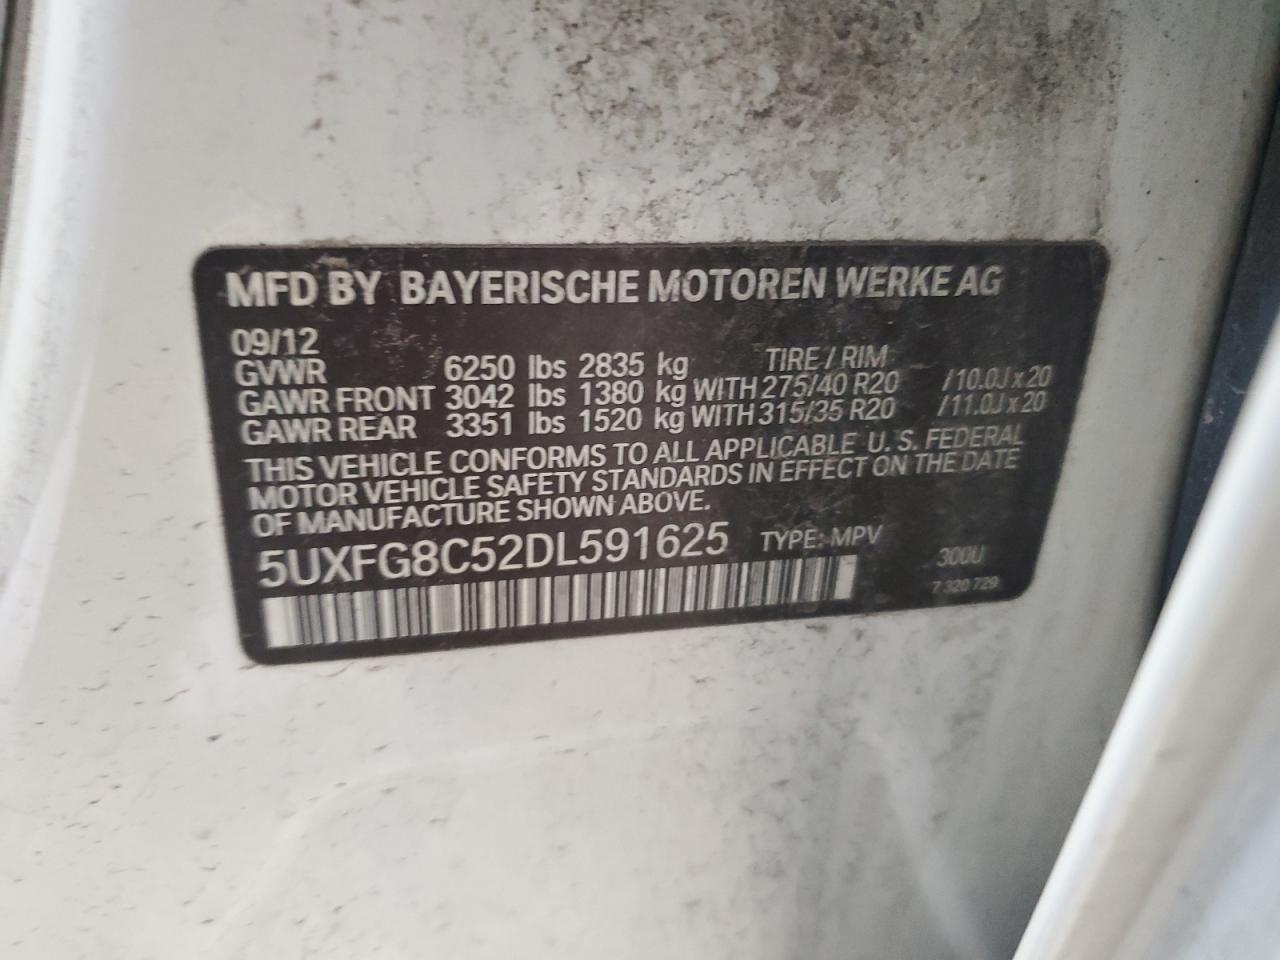 MFD BY BAYERISCHE MOTOREN WERKE AG
09/12
GVWR 6250 lbs 2835 kg TIRE / RIM
GAWR FRONT 3042 lbs 1380 kg WITH 275/40 R20 /10.0J x 20
GAWR REAR 3351 lbs 1520 kg WITH 315/35 R20 /11.0J x 20
THIS VEHICLE CONFORMS TO ALL APPLICABLE U.S. FEDERAL
MOTOR VEHICLE SAFETY STANDARDS IN EFFECT ON THE DATE
OF MANUFACTURE SHOWN ABOVE.
5UXFG8C52DL591625 TYPE: MPV
300U
7 320 729